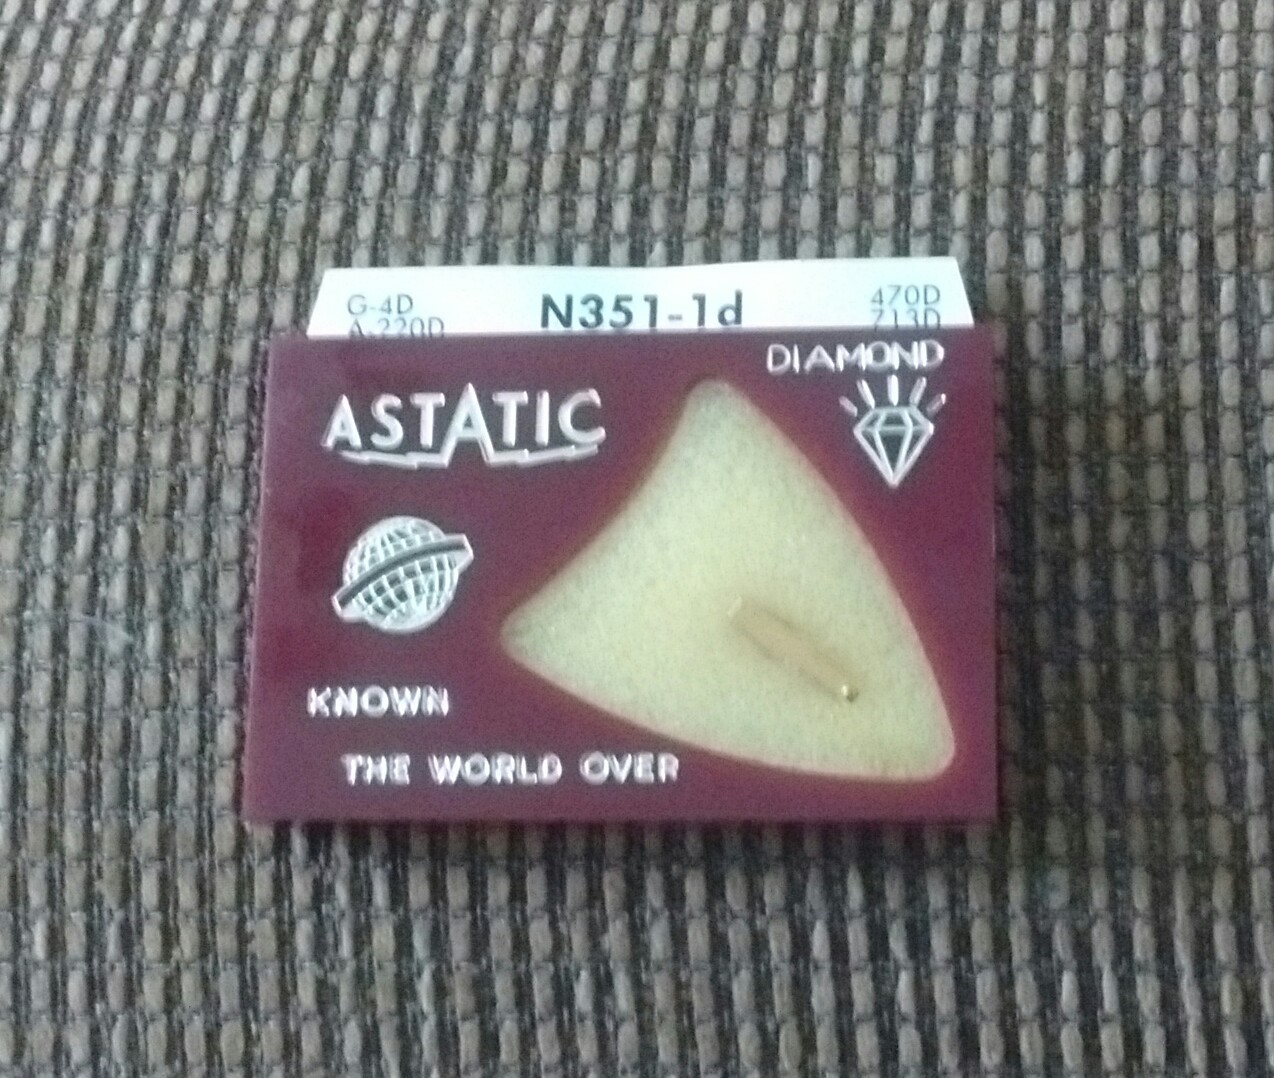 G-4D
A-220D
N351-1d
470D
713D
DIAMOND
ASTATIC
KNOWN
THE WORLD OVER